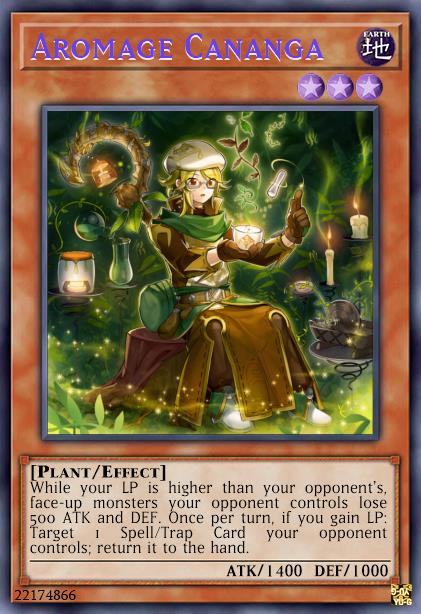 Aromage Cananga
EARTH
地
[Plant/Effect]
While your LP is higher than your opponent's,
face-up monsters your opponent controls lose
500 ATK and DEF. Once per turn, if you gain LP:
Target 1 Spell/Trap Card your opponent
controls; return it to the hand.
ATK/1400 DEF/1000
22174866